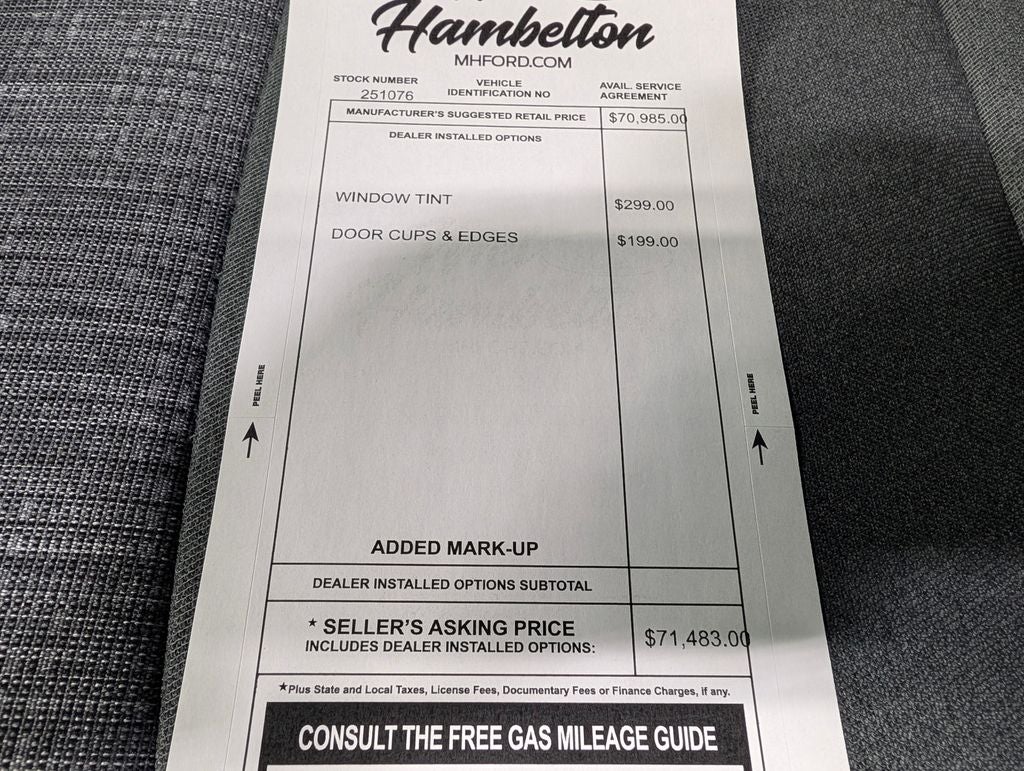 Hambelton
MHFORD.COM
STOCK NUMBER
251076
VEHICLE
IDENTIFICATION NO
AVAIL. SERVICE
AGREEMENT
MANUFACTURER'S SUGGESTED RETAIL PRICE $70,985.00
DEALER INSTALLED OPTIONS
WINDOW TINT $299.00
DOOR CUPS & EDGES $199.00
PEEL HERE
PEEL HERE
ADDED MARK-UP
DEALER INSTALLED OPTIONS SUBTOTAL
* SELLER'S ASKING PRICE
INCLUDES DEALER INSTALLED OPTIONS: $71,483.00
*Plus State and Local Taxes, License Fees, Documentary Fees or Finance Charges, if any.
CONSULT THE FREE GAS MILEAGE GUIDE